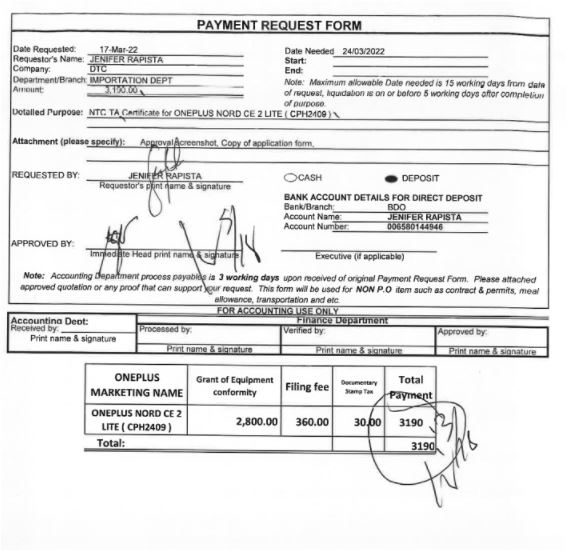 PAYMENT REQUEST FORM
Date Requested: 17-Mar-22
Date Needed 24/03/2022
Requestor's Name: JENIFER RAPISTA
Start:
Company: DTC
End:
Department/Branch: IMPORTATION DEPT
Note: Maximum allowable Date needed is 15 working days from date
Amount: 3,190.00
of request, liquidation is on or before 5 working days after completion
of purpose.
Detailed Purpose: NTC TA Certificate for ONEPLUS NORD CE 2 LITE ( CPH2409 )
Attachment (please specify): Approval Screenshot, Copy of application form,
REQUESTED BY: JENIFER RAPISTA
Requestor's print name & signature
CASH DEPOSIT
BANK ACCOUNT DETAILS FOR DIRECT DEPOSIT
Bank/Branch: BDO
Account Name: JENIFER RAPISTA
Account Number: 006580144946
APPROVED BY:
Immediate Head print name & signature
Executive (if applicable)
Note: Accounting Department process payables is 3 working days upon received of original Payment Request Form. Please attached
approved quotation or any proof that can support your request. This form will be used for NON P.O item such as contract & permits, meal
allowance, transportation and etc.
FOR ACCOUNTING USE ONLY
Accounting Dept:
Finance Department
Received by:
Processed by:
Verified by:
Approved by:
Print name & signature
Print name & signature
Print name & signature
Print name & signature
ONEPLUS MARKETING NAME
Grant of Equipment conformity
Filing fee
Documentary Stamp Tax
Total Payment
ONEPLUS NORD CE 2 LITE ( CPH2409 )
2,800.00
360.00
30.00
3190
Total:
3190